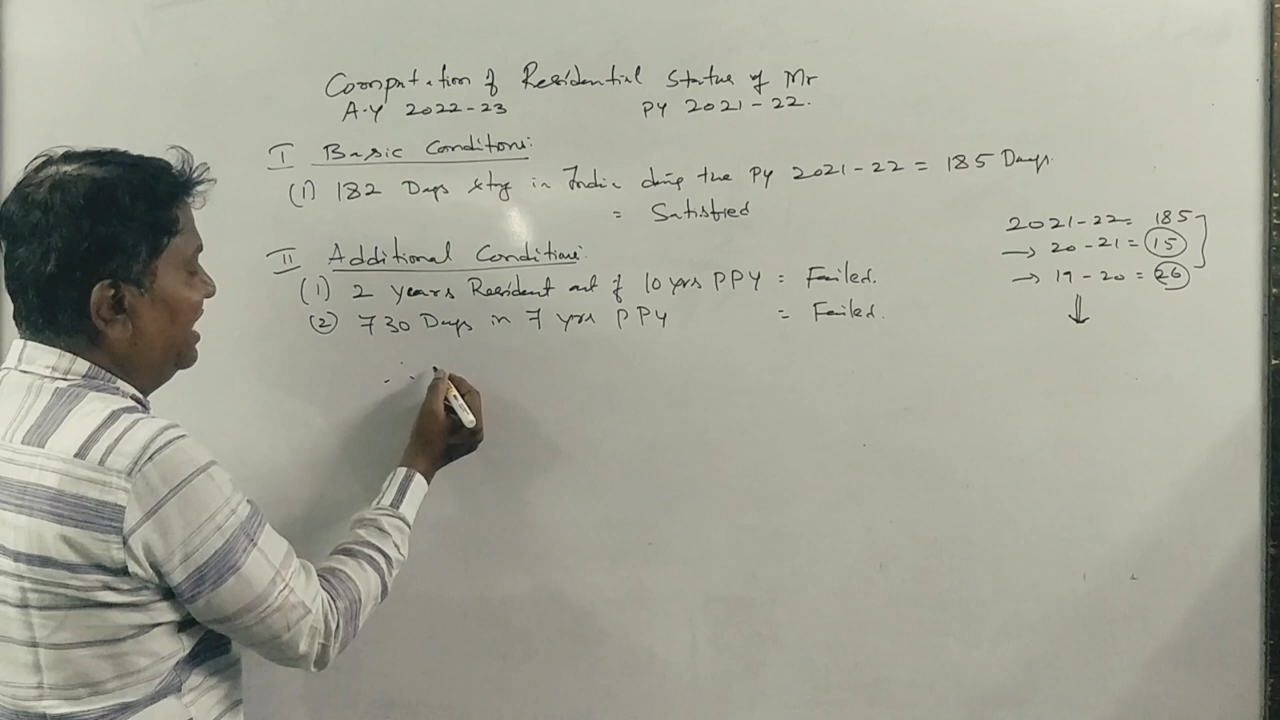 Computation of Residential Status of Mr
A.Y 2022-23 PY 2021-22.
I Basic Conditions:
(1) 182 Days stay in India during the PY 2021-22 = 185 Days.
= Satisfied
II Additional Conditions:
(1) 2 years Resident out of 10 yrs PPY = Failed.
(2) 730 Days in 7 yrs PPY = Failed.
2021-22 = 185
→ 20-21 = 15
→ 19-20 = 26